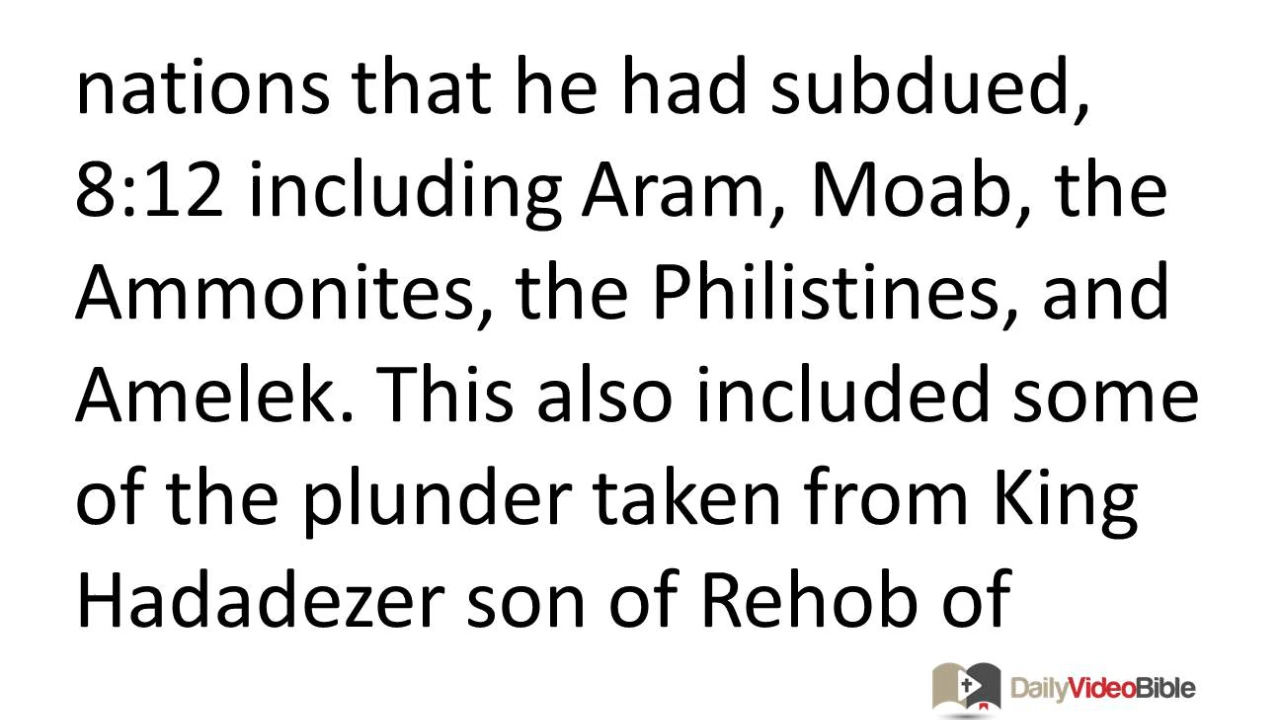 nations that he had subdued,
8:12 including Aram, Moab, the
Ammonites, the Philistines, and
Amelek. This also included some
of the plunder taken from King
Hadadezer son of Rehob of
DailyVideoBible